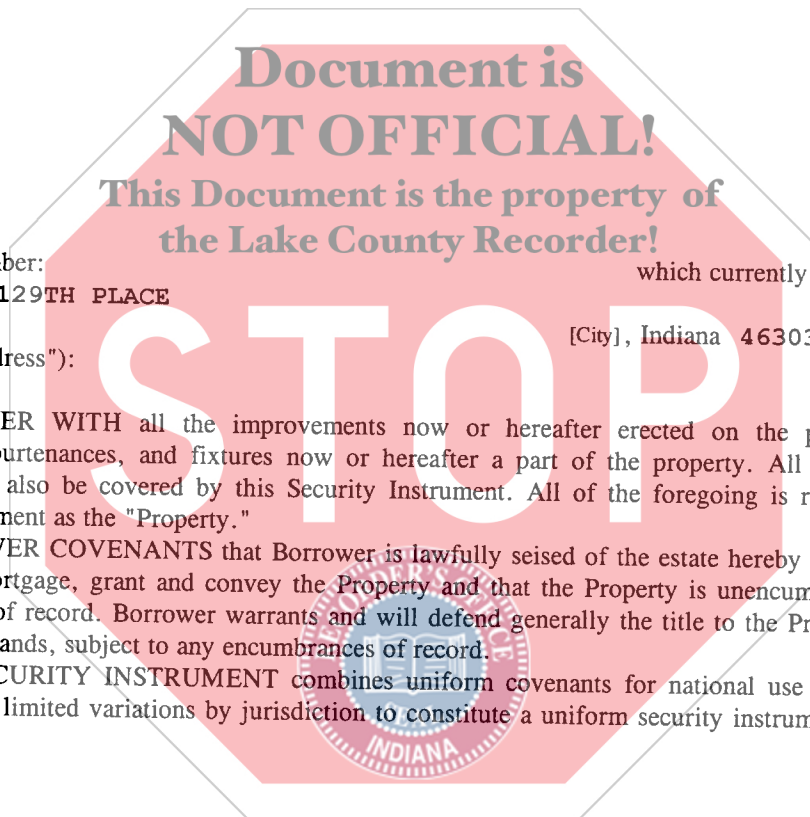 Document is
NOT OFFICIAL!
This Document is the property of
the Lake County Recorder!
ber:
which currently
129TH PLACE
[City], Indiana 46303
dress"):
STOP
ER WITH all the improvements now or hereafter erected on the p
urtenances, and fixtures now or hereafter a part of the property. All
also be covered by this Security Instrument. All of the foregoing is r
ment as the "Property."
VER COVENANTS that Borrower is lawfully seised of the estate hereby
rtgage, grant and convey the Property and that the Property is unencum
of record. Borrower warrants and will defend generally the title to the Pr
ands, subject to any encumbrances of record.
CURITY INSTRUMENT combines uniform covenants for national use
limited variations by jurisdiction to constitute a uniform security instrum
RECORDER'S OFFICE
SEAL
INDIANA